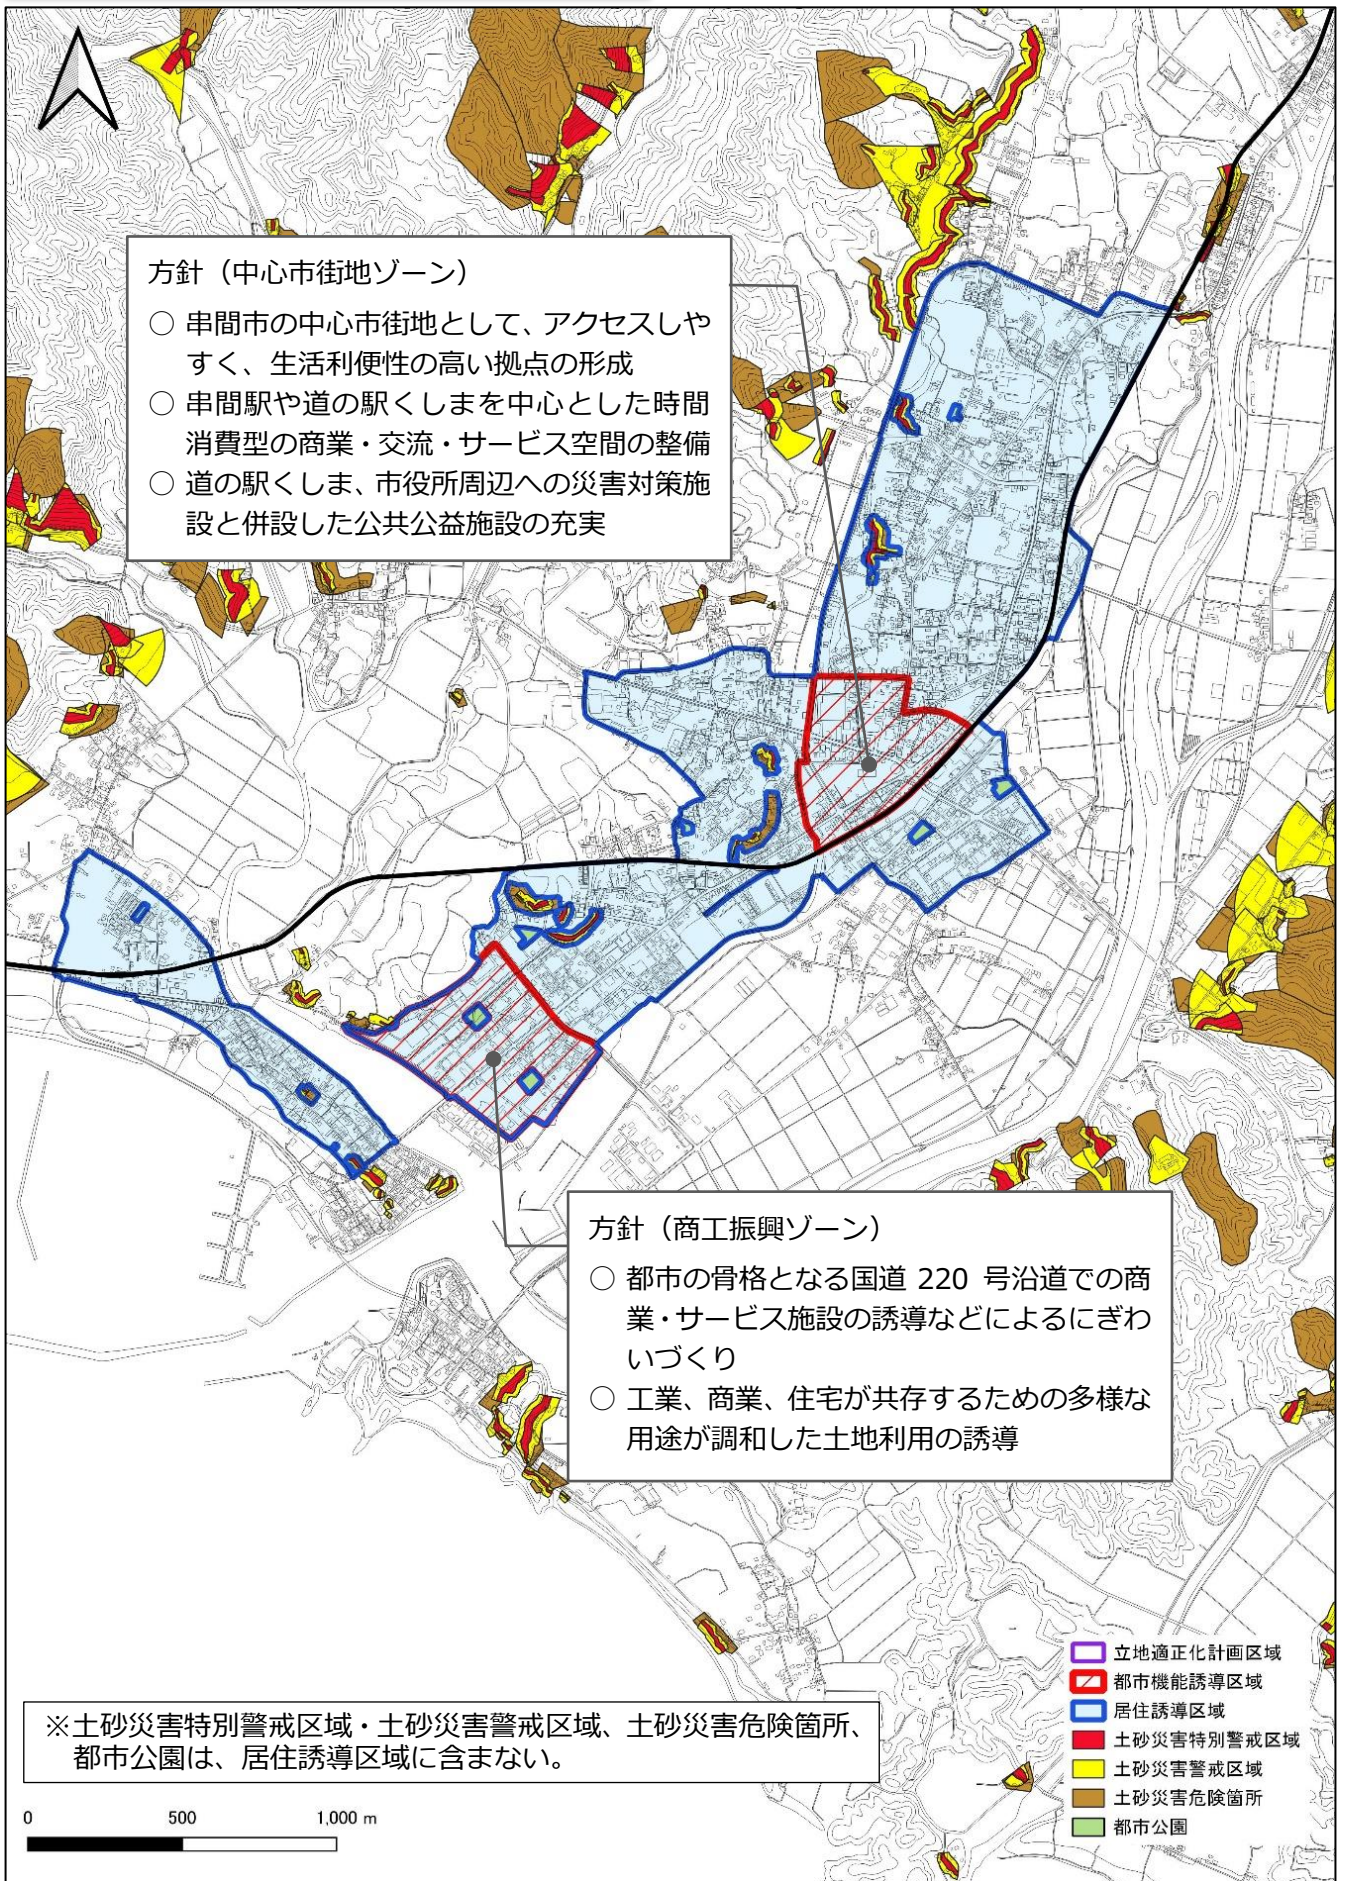 方針（中心市街地ゾーン）
○ 串間市の中心市街地として、アクセスしや
すく、生活利便性の高い拠点の形成
○ 串間駅や道の駅くしまを中心とした時間
消費型の商業・交流・サービス空間の整備
○ 道の駅くしま、市役所周辺への災害対策施
設と併設した公共公益施設の充実
方針（商工振興ゾーン）
○ 都市の骨格となる国道 220 号沿道での商
業・サービス施設の誘導などによるにぎわ
いづくり
○ 工業、商業、住宅が共存するための多様な
用途が調和した土地利用の誘導
立地適正化計画区域
都市機能誘導区域
居住誘導区域
土砂災害特別警戒区域
土砂災害警戒区域
土砂災害危険箇所
都市公園
※土砂災害特別警戒区域・土砂災害警戒区域、土砂災害危険箇所、
都市公園は、居住誘導区域に含まない。
0 500 1,000 m